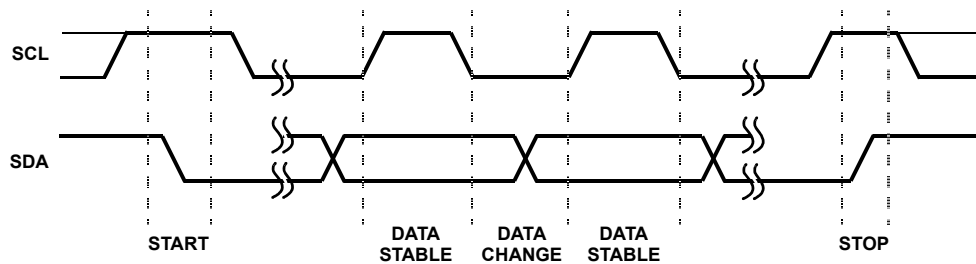 SCL
SDA
START
DATA
STABLE
DATA
CHANGE
DATA
STABLE
STOP